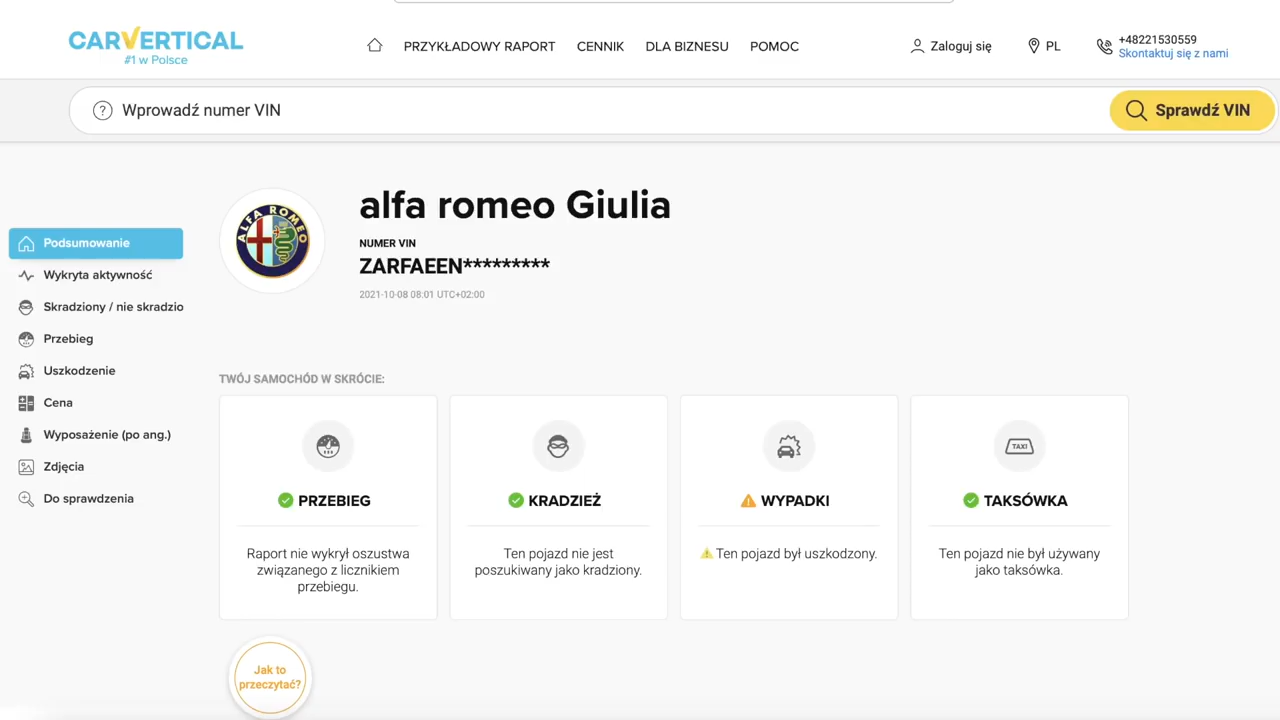 CARVERTICAL
#1 w Polsce
PRZYKŁADOWY RAPORT
CENNIK
DLA BIZNESU
POMOC
Zaloguj się
PL
+48221530559
Skontaktuj się z nami
? Wprowadź numer VIN
Sprawdź VIN
Podsumowanie
Wykryta aktywność
Skradziony / nie skradzio
Przebieg
Uszkodzenie
Cena
Wyposażenie (po ang.)
Zdjęcia
Do sprawdzenia
ALFA ROMEO
alfa romeo Giulia
NUMER VIN
ZARFAEEN*********
2021-10-08 08:01 UTC+02:00
TWÓJ SAMOCHÓD W SKRÓCIE:
PRZEBIEG
Raport nie wykrył oszustwa
związanego z licznikiem
przebiegu.
KRADZIEŻ
Ten pojazd nie jest
poszukiwany jako kradziony.
WYPADKI
Ten pojazd był uszkodzony.
TAXI
TAKSÓWKA
Ten pojazd nie był używany
jako taksówka.
Jak to
przeczytać?